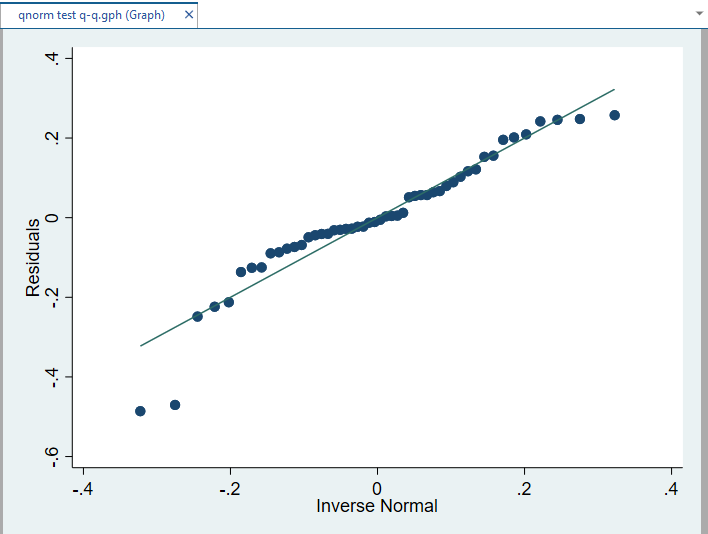 qnorm test q-q.gph (Graph) ×
.4
.2
0
-.2
-.4
-.6
Residuals
-.4 -.2 0 .2 .4
Inverse Normal